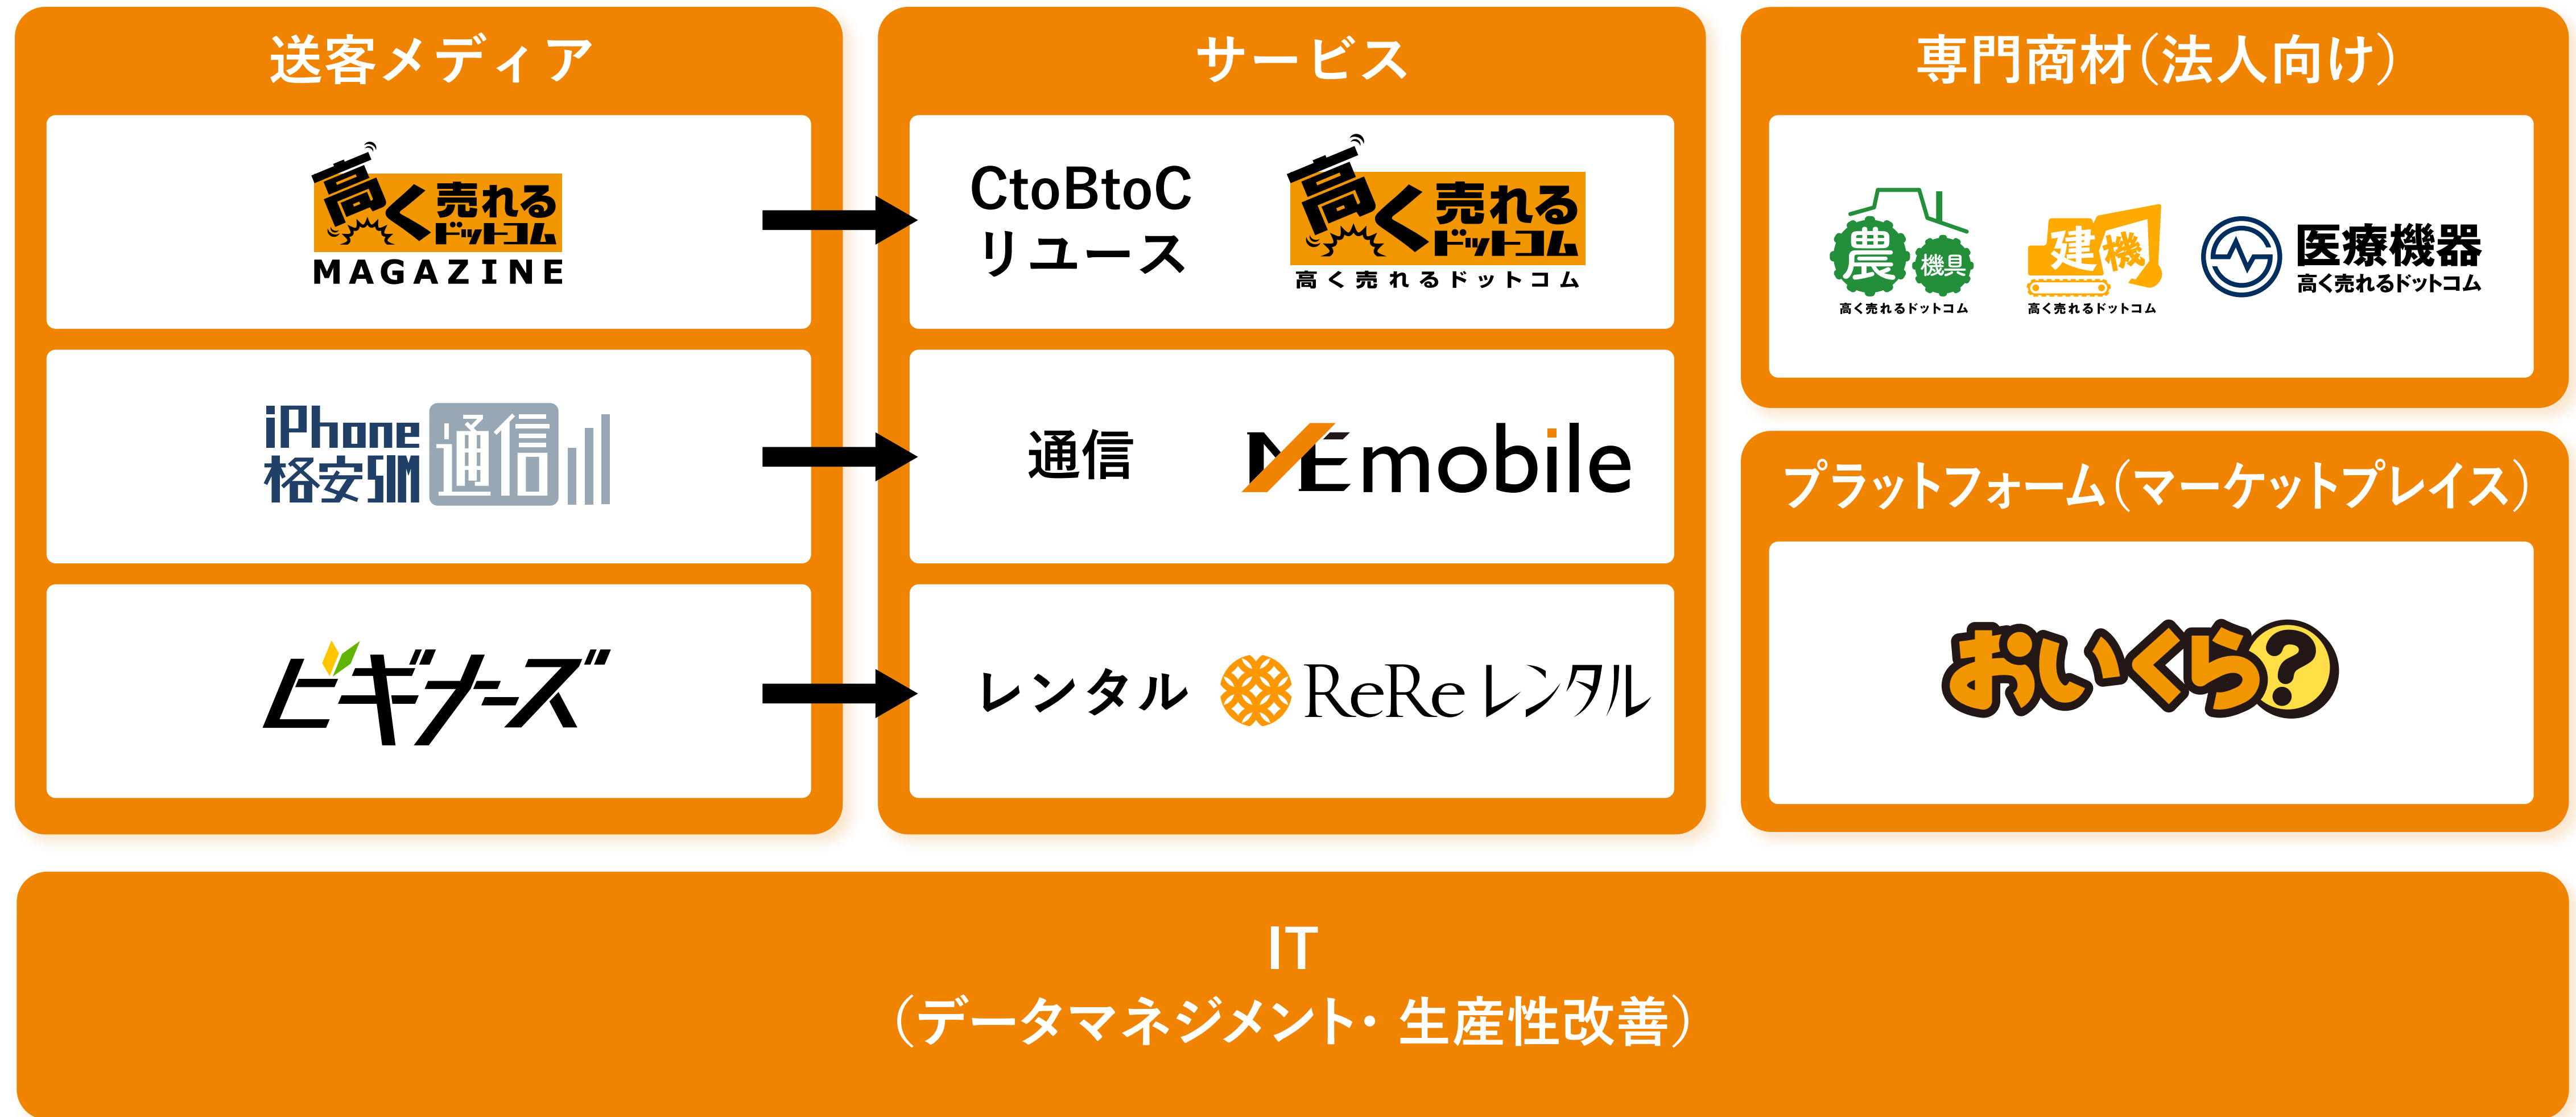 送客メディア
高く売れる
ドットコム
MAGAZINE
iPhone
格安SIM
通信
ビギナーズ
サービス
CtoBtoC
リユース
高く売れる
ドットコム
高く売れるドットコム
通信
NEmobile
レンタル
ReReレンタル
専門商材（法人向け）
農機具
高く売れるドットコム
建機
高く売れるドットコム
医療機器
高く売れるドットコム
プラットフォーム（マーケットプレイス）
おいくら?
IT
（データマネジメント・生産性改善）